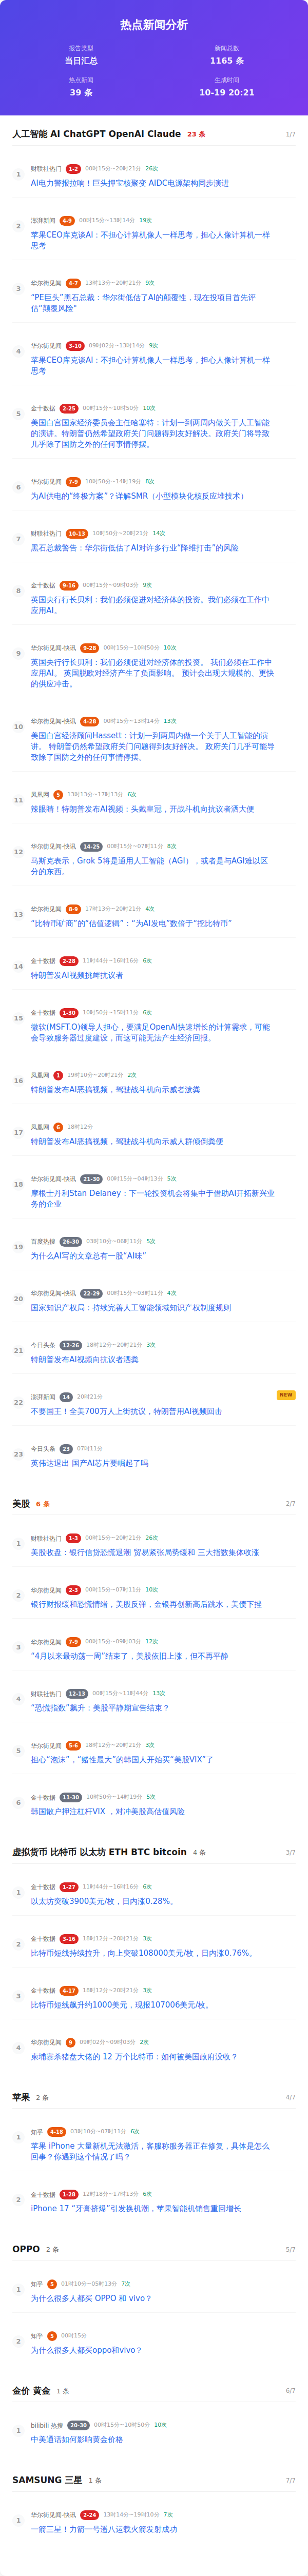 热点新闻分析
报告类型
当日汇总
新闻总数
1165 条
热点新闻
39 条
生成时间
10-19 20:21
人工智能 AI ChatGPT OpenAI Claude 23 条 1/7
1 财联社热门 1-2 00时15分~20时21分 26次
AI电力警报拉响！巨头押宝核聚变 AIDC电源架构同步演进
2 澎湃新闻 4-9 00时15分~13时14分 19次
苹果CEO库克谈AI：不担心计算机像人一样思考，担心人像计算机一样
思考
3 华尔街见闻 4-7 13时13分~20时21分 9次
“PE巨头”黑石总裁：华尔街低估了AI的颠覆性，现在投项目首先评
估“颠覆风险”
4 华尔街见闻 3-10 09时02分~13时14分 9次
苹果CEO库克谈AI：不担心计算机像人一样思考，担心人像计算机一样
思考
5 金十数据 2-25 00时15分~10时50分 10次
美国白宫国家经济委员会主任哈塞特：计划一到两周内做关于人工智能
的演讲。特朗普仍然希望政府关门问题得到友好解决。政府关门将导致
几乎除了国防之外的任何事情停摆。
6 华尔街见闻 7-9 10时50分~14时19分 8次
为AI供电的“终极方案”？详解SMR（小型模块化核反应堆技术）
7 财联社热门 10-13 10时50分~20时21分 14次
黑石总裁警告：华尔街低估了AI对许多行业“降维打击”的风险
8 金十数据 9-16 00时15分~09时03分 9次
英国央行行长贝利：我们必须促进对经济体的投资。我们必须在工作中
应用AI。
9 华尔街见闻-快讯 9-28 00时15分~10时50分 10次
英国央行行长贝利：我们必须促进对经济体的投资。 我们必须在工作中
应用AI。 英国脱欧对经济产生了负面影响。 预计会出现大规模的、更快
的供应冲击。
10 华尔街见闻-快讯 4-28 00时15分~13时14分 13次
美国白宫经济顾问Hassett：计划一到两周内做一个关于人工智能的演
讲。 特朗普仍然希望政府关门问题得到友好解决。 政府关门几乎可能导
致除了国防之外的任何事情停摆。
11 凤凰网 5 13时13分~17时13分 6次
辣眼睛！特朗普发布AI视频：头戴皇冠，开战斗机向抗议者洒大便
12 华尔街见闻-快讯 14-25 00时15分~07时11分 8次
马斯克表示，Grok 5将是通用人工智能（AGI），或者是与AGI难以区
分的东西。
13 华尔街见闻 8-9 17时13分~20时21分 4次
“比特币矿商”的“估值逻辑”：“为AI发电”数倍于“挖比特币”
14 金十数据 2-28 11时44分~16时16分 6次
特朗普发AI视频挑衅抗议者
15 金十数据 1-30 10时50分~15时11分 6次
微软(MSFT.O)领导人担心，要满足OpenAI快速增长的计算需求，可能
会导致服务器过度建设，而这可能无法产生经济回报。
16 凤凰网 1 19时10分~20时21分 2次
特朗普发布AI恶搞视频，驾驶战斗机向示威者泼粪
17 凤凰网 6 18时12分
特朗普发布AI恶搞视频，驾驶战斗机向示威人群倾倒粪便
18 华尔街见闻-快讯 21-30 00时15分~04时13分 5次
摩根士丹利Stan Delaney：下一轮投资机会将集中于借助AI开拓新兴业
务的企业
19 百度热搜 26-30 03时10分~06时11分 5次
为什么AI写的文章总有一股“AI味”
20 华尔街见闻-快讯 22-29 00时15分~03时11分 4次
国家知识产权局：持续完善人工智能领域知识产权制度规则
21 今日头条 12-26 18时12分~20时21分 3次
特朗普发布AI视频向抗议者洒粪
22 澎湃新闻 14 20时21分 NEW
不要国王！全美700万人上街抗议，特朗普用AI视频回击
23 今日头条 23 07时11分
英伟达退出 国产AI芯片要崛起了吗
美股 6 条 2/7
1 财联社热门 1-3 00时15分~20时21分 26次
美股收盘：银行信贷恐慌退潮 贸易紧张局势缓和 三大指数集体收涨
2 华尔街见闻 2-3 00时15分~07时11分 10次
银行财报缓和恐慌情绪，美股反弹，金银再创新高后跳水，美债下挫
3 华尔街见闻 7-9 00时15分~09时03分 12次
“4月以来最动荡一周”结束了，美股依旧上涨，但不再平静
4 财联社热门 12-13 00时15分~11时44分 13次
“恐慌指数”飙升：美股平静期宣告结束？
5 华尔街见闻 5-6 18时12分~20时21分 3次
担心“泡沫”，“赌性最大”的韩国人开始买“美股VIX”了
6 金十数据 11-30 10时50分~14时19分 5次
韩国散户押注杠杆VIX ，对冲美股高估值风险
虚拟货币 比特币 以太坊 ETH BTC bitcoin 4 条 3/7
1 金十数据 1-27 11时44分~16时16分 6次
以太坊突破3900美元/枚，日内涨0.28%。
2 金十数据 3-16 18时12分~20时21分 3次
比特币短线持续拉升，向上突破108000美元/枚，日内涨0.76%。
3 金十数据 4-17 18时12分~20时21分 3次
比特币短线飙升约1000美元，现报107006美元/枚。
4 华尔街见闻 9 09时02分~09时03分 2次
柬埔寨杀猪盘大佬的 12 万个比特币：如何被美国政府没收？
苹果 2 条 4/7
1 知乎 4-18 03时10分~07时11分 6次
苹果 iPhone 大量新机无法激活，客服称服务器正在修复，具体是怎么
回事？你遇到这个情况了吗？
2 金十数据 1-28 12时19分~17时13分 6次
iPhone 17 “牙膏挤爆”引发换机潮，苹果智能机销售重回增长
OPPO 2 条 5/7
1 知乎 5 01时10分~05时13分 7次
为什么很多人都买 OPPO 和 vivo？
2 知乎 5 00时15分
为什么很多人都买oppo和vivo？
金价 黄金 1 条 6/7
1 bilibili 热搜 20-30 00时15分~10时50分 10次
中美通话如何影响黄金价格
SAMSUNG 三星 1 条 7/7
1 华尔街见闻-快讯 2-24 13时14分~19时10分 7次
一箭三星！力箭一号遥八运载火箭发射成功